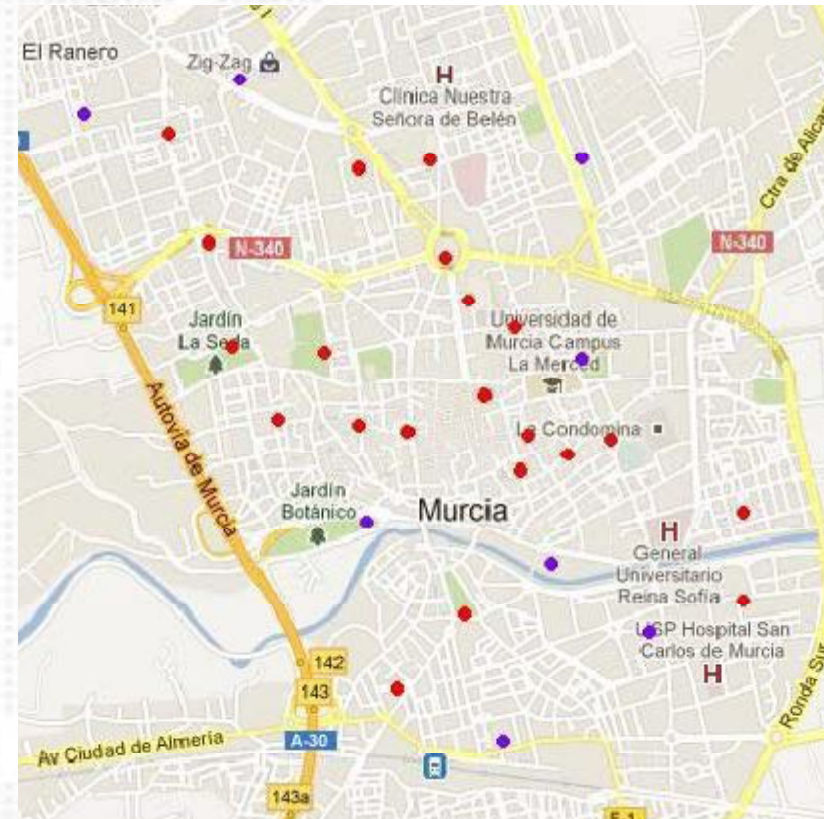 El Ranero
Zig-Zag
H
Clínica Nuestra
Señora de Belén
Ctra de Alican
N-340
N-340
141
Jardín
La Seda
Universidad de
Murcia Campus
La Merced
Autovía de Murcia
La Condomina
Jardín
Botánico
Murcia
H
General
Universitario
Reina Sofía
USP Hospital San
Carlos de Murcia
H
142
143
Ronda Sur
Av Ciudad de Almería
A-30
143a